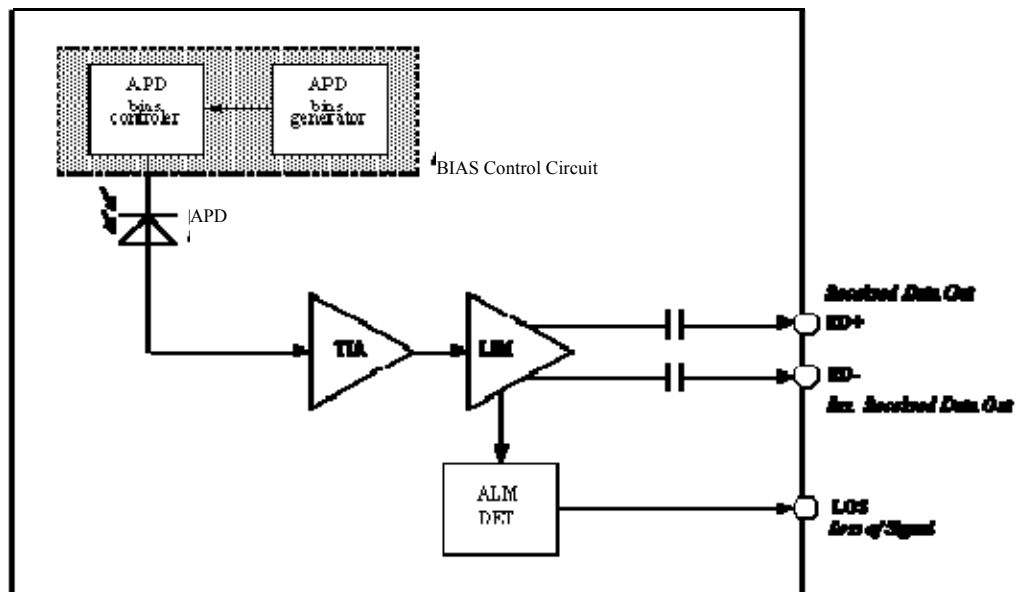 APD
bias
controler
APD
bias
generator
BIAS Control Circuit
APD
TIA
LIM
Received Data Out
RD+
RD-
Inv. Received Data Out
ALM
DET
LOS
Loss of Signal